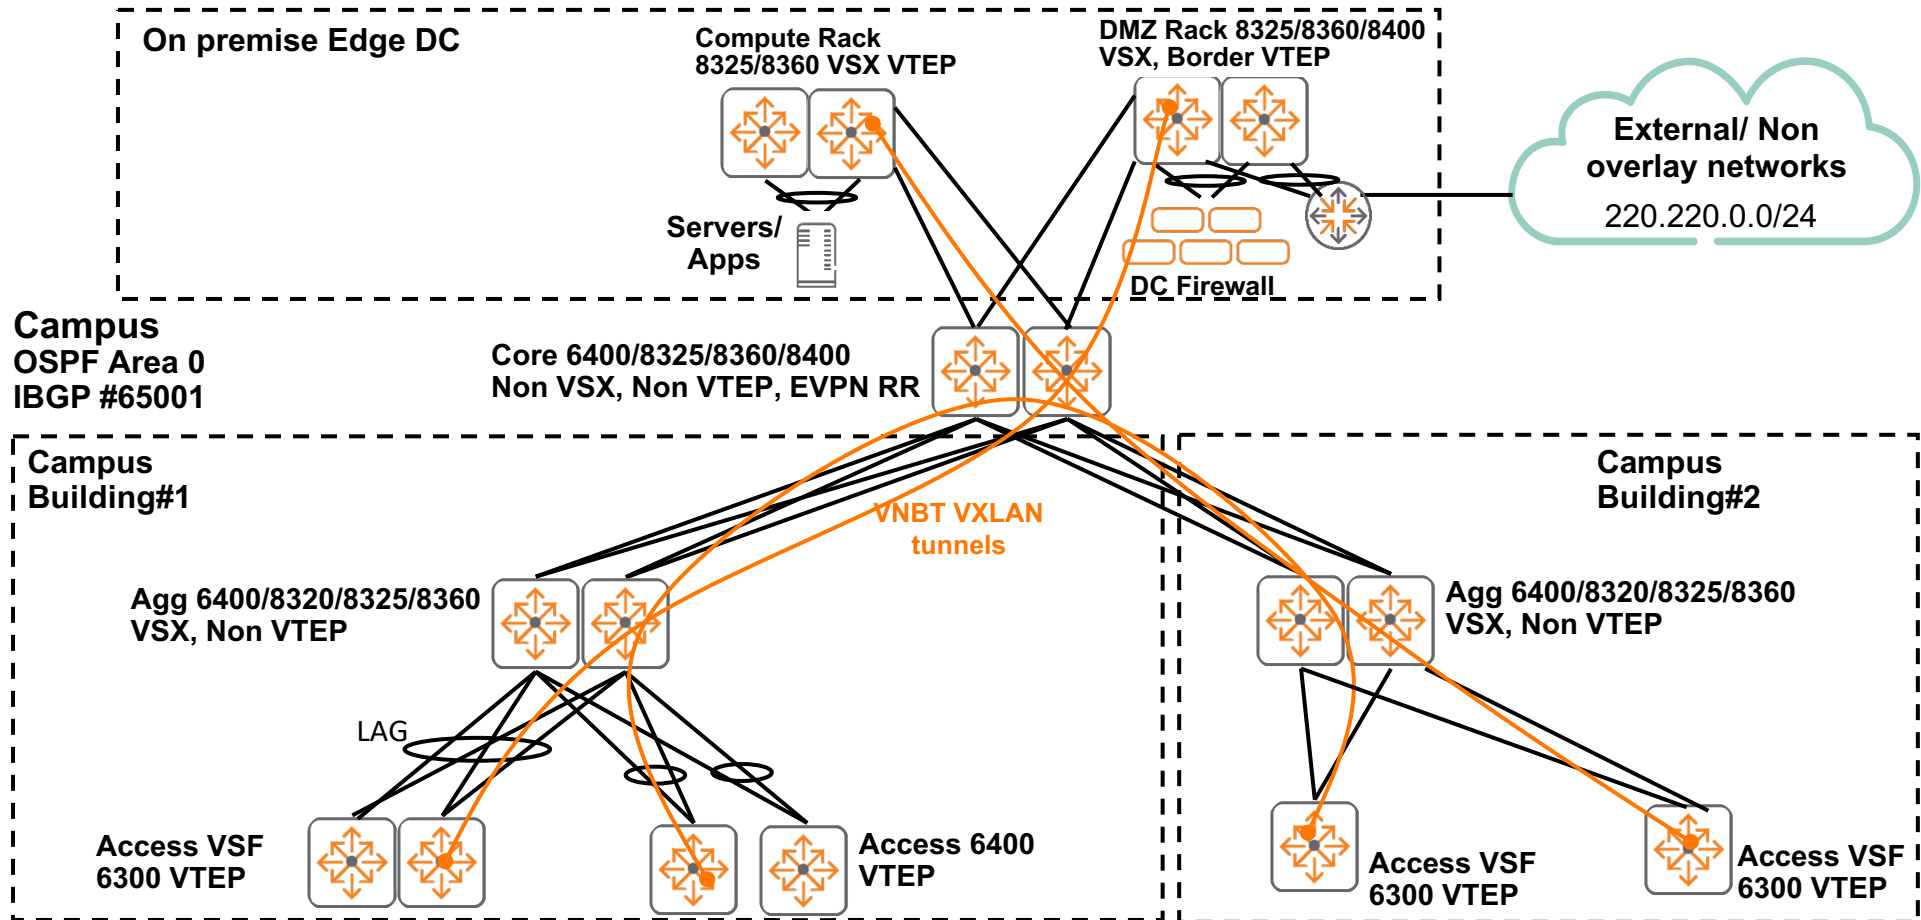 On premise Edge DC
Compute Rack
8325/8360 VSX VTEP
DMZ Rack 8325/8360/8400
VSX, Border VTEP
External/ Non
overlay networks
220.220.0.0/24
Servers/
Apps
DC Firewall
Campus
OSPF Area 0
IBGP #65001
Core 6400/8325/8360/8400
Non VSX, Non VTEP, EVPN RR
Campus
Building#1
Campus
Building#2
VNBT VXLAN
tunnels
Agg 6400/8320/8325/8360
VSX, Non VTEP
Agg 6400/8320/8325/8360
VSX, Non VTEP
LAG
Access VSF
6300 VTEP
Access 6400
VTEP
Access VSF
6300 VTEP
Access VSF
6300 VTEP